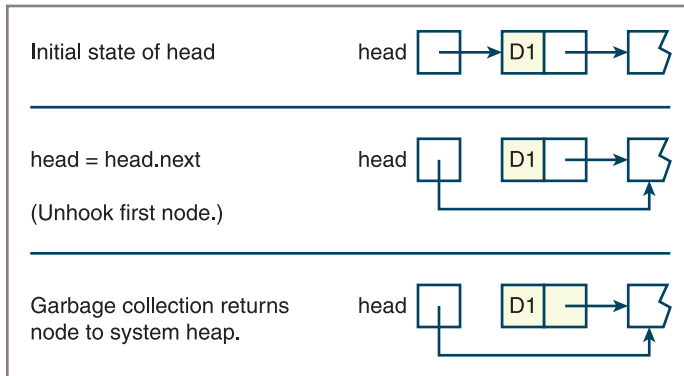 Initial state of head
head
D1
head = head.next
(Unhook first node.)
head
D1
Garbage collection returns
node to system heap.
head
D1